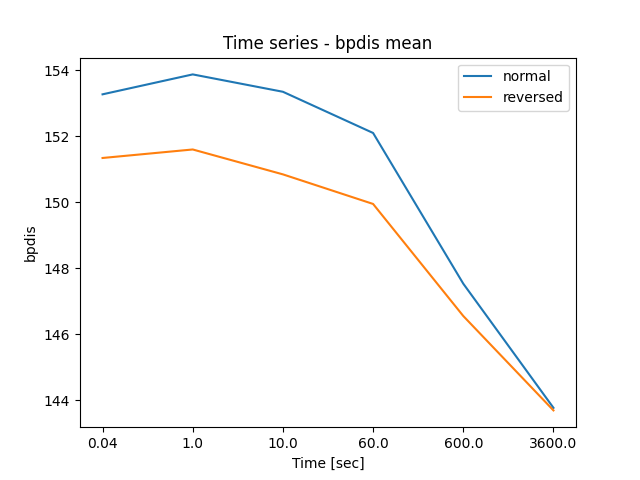 Time series - bpdis mean
normal
reversed
154
152
150
148
146
144
bpdis
0.04 1.0 10.0 60.0 600.0 3600.0
Time [sec]